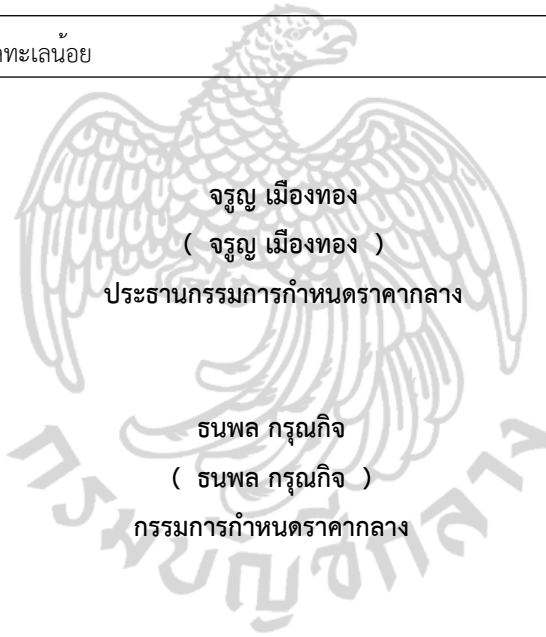 ทะเลน้อย
จรูญ เมืองทอง
( จรูญ เมืองทอง )
ประธานกรรมการกำหนดราคากลาง
ธนพล กรุณกิจ
( ธนพล กรุณกิจ )
กรรมการกำหนดราคากลาง
กรมบัญชีกลาง